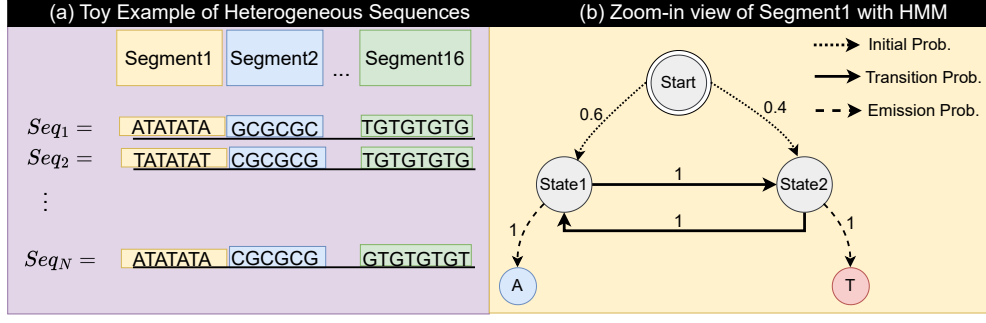 (a) Toy Example of Heterogeneous Sequences
Segment1 Segment2 ... Segment16
Seq1 = ATATATA GCGCGC TGTGTGTG
Seq2 = TATATAT CGCGCG TGTGTGTG
⋮
SeqN = ATATATA CGCGCG GTGTGTGT
(b) Zoom-in view of Segment1 with HMM
Start
Initial Prob.
Transition Prob.
Emission Prob.
0.6 0.4
State1 1 State2
1
1 1
A T